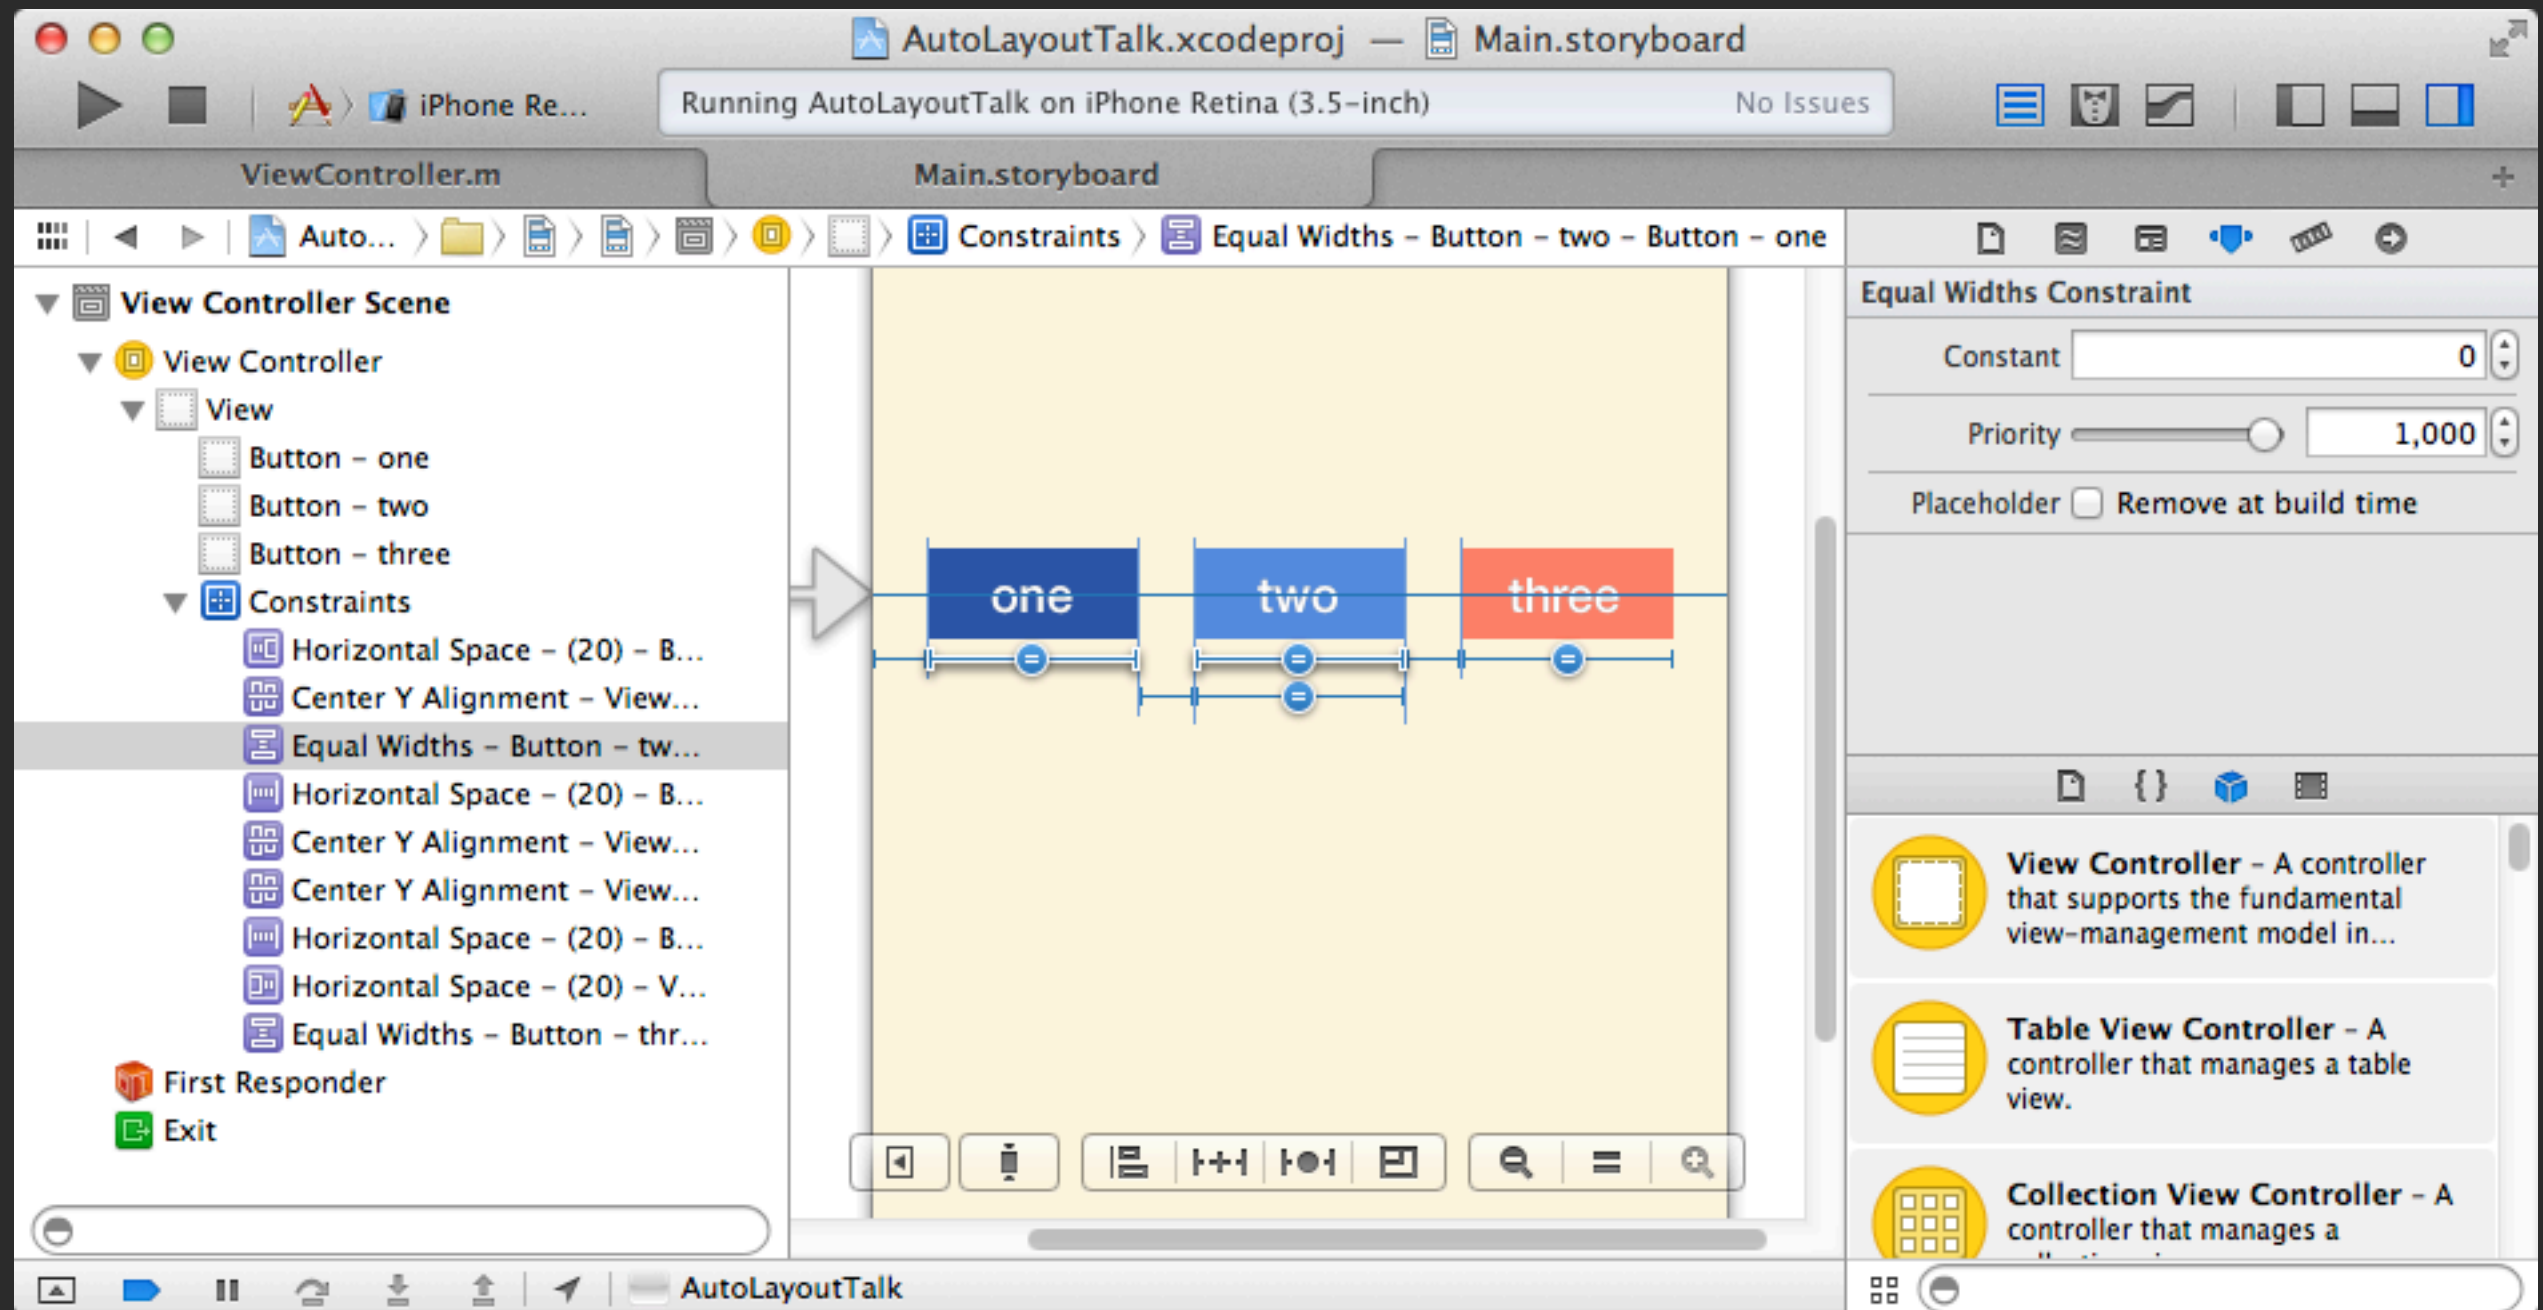 AutoLayoutTalk.xcodeproj — Main.storyboard
iPhone Re...
Running AutoLayoutTalk on iPhone Retina (3.5-inch)
No Issues
ViewController.m
Main.storyboard
+
Auto...
Constraints
Equal Widths – Button – two – Button – one
View Controller Scene
View Controller
View
Button – one
Button – two
Button – three
Constraints
Horizontal Space – (20) – B...
Center Y Alignment – View...
Equal Widths – Button – tw...
Horizontal Space – (20) – B...
Center Y Alignment – View...
Center Y Alignment – View...
Horizontal Space – (20) – B...
Horizontal Space – (20) – V...
Equal Widths – Button – thr...
First Responder
Exit
one
two
three
Equal Widths Constraint
Constant
0
Priority
1,000
Placeholder
Remove at build time
{ }
View Controller – A controller
that supports the fundamental
view-management model in...
Table View Controller – A
controller that manages a table
view.
Collection View Controller – A
controller that manages a
AutoLayoutTalk